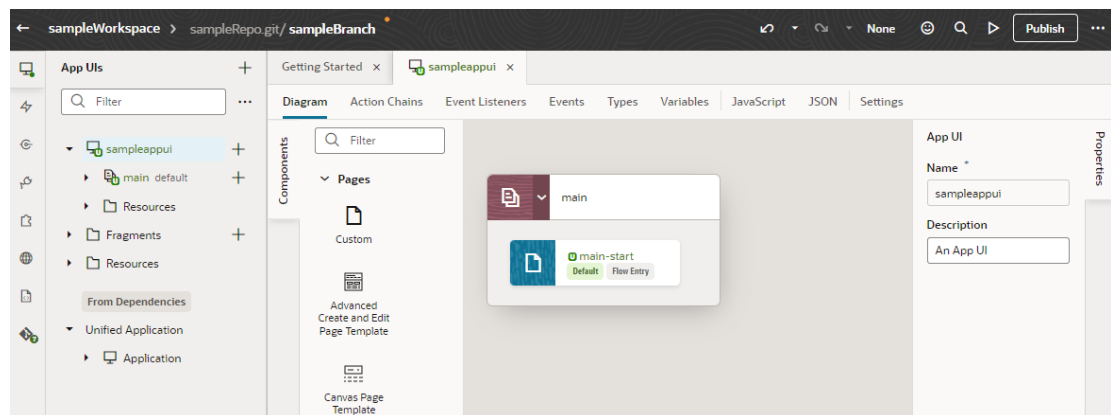 sampleWorkspace > sampleRepo.git/ sampleBranch
None
Publish
App UIs
Filter
sampleappui
main default
Resources
Fragments
Resources
From Dependencies
Unified Application
Application
Getting Started ×
sampleappui ×
Diagram Action Chains Event Listeners Events Types Variables JavaScript JSON Settings
Components
Filter
Pages
Custom
Advanced
Create and Edit
Page Template
Canvas Page
Template
main
main-start
Default Flow Entry
App UI
Name *
sampleappui
Description
An App UI
Properties